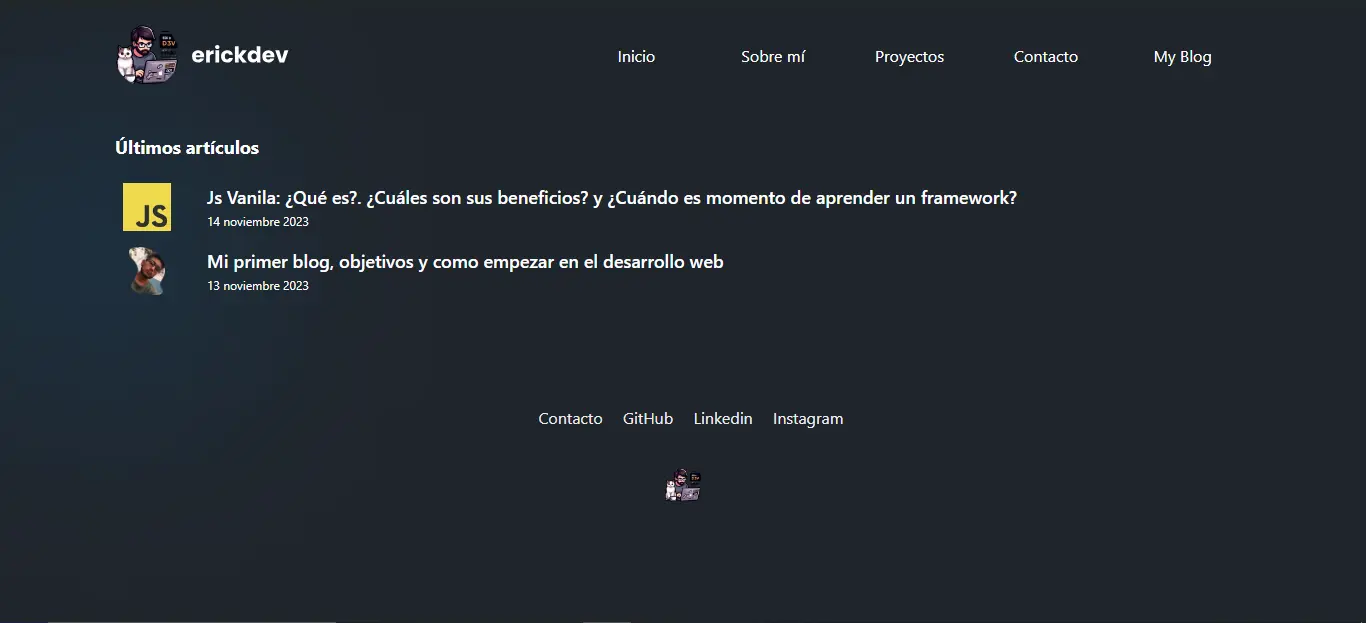 erickdev
Inicio Sobre mí Proyectos Contacto My Blog
Últimos artículos
JS
Js Vanila: ¿Qué es?. ¿Cuáles son sus beneficios? y ¿Cuándo es momento de aprender un framework?
14 noviembre 2023
Mi primer blog, objetivos y como empezar en el desarrollo web
13 noviembre 2023
Contacto GitHub Linkedin Instagram